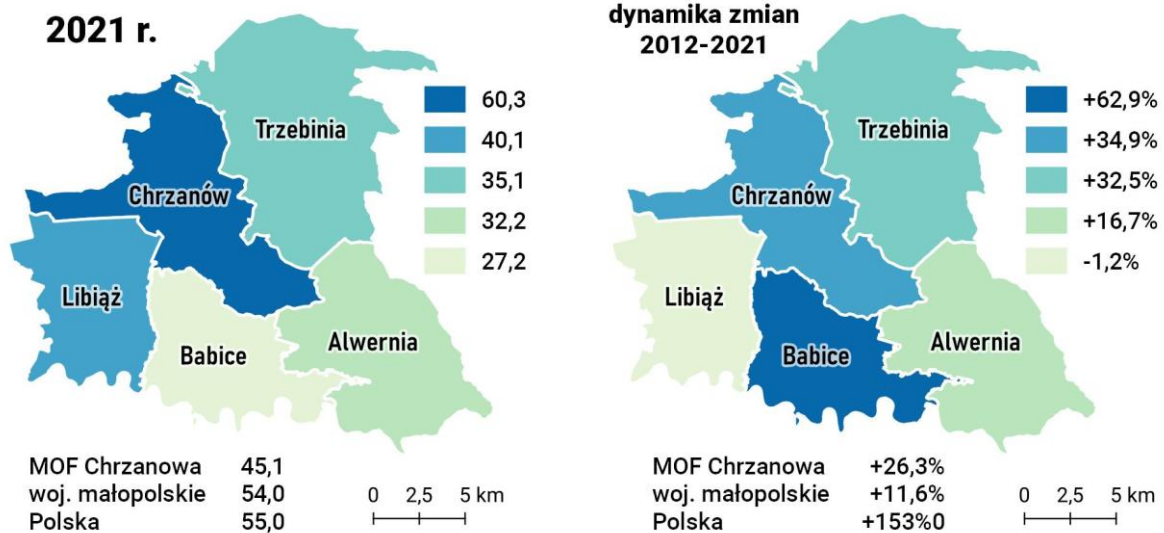 2021 r.
60,3
40,1
35,1
32,2
27,2
Trzebinia
Chrzanów
Libiąż
Babice
Alwernia
MOF Chrzanowa 45,1
woj. małopolskie 54,0
Polska 55,0
0 2,5 5 km
dynamika zmian
2012-2021
+62,9%
+34,9%
+32,5%
+16,7%
-1,2%
Trzebinia
Chrzanów
Libiąż
Babice
Alwernia
MOF Chrzanowa +26,3%
woj. małopolskie +11,6%
Polska +153%0
0 2,5 5 km